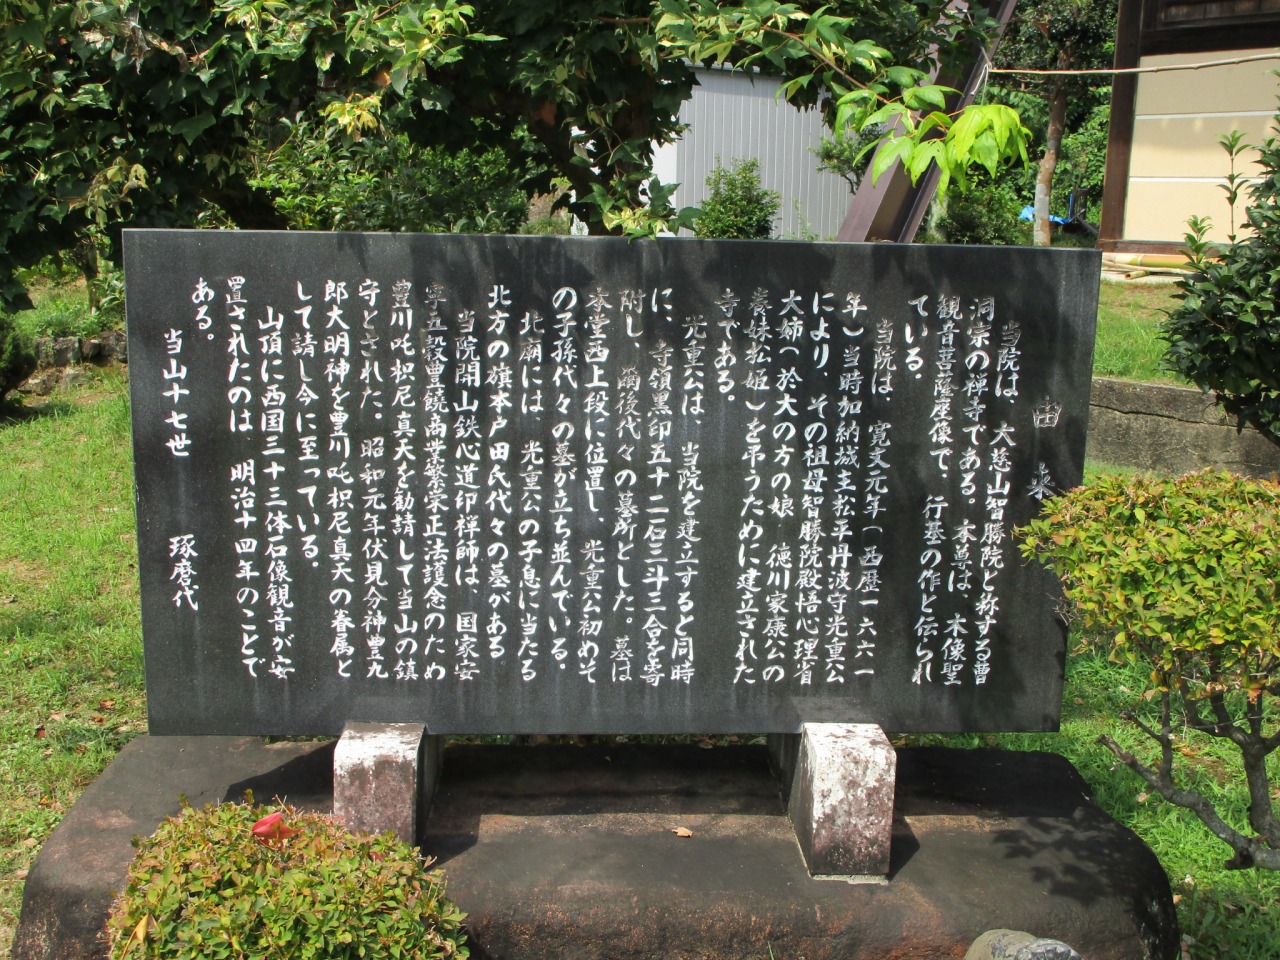 由来
当院は、大慈山智勝院と称する曹
洞宗の禅寺である。本尊は、木像聖
観音菩薩座像で、行基の作と伝られ
ている。
当院は、寛文元年(西歴一六六一
年)当時加納城主松平丹波守光重公
により、その祖母智勝院殿悟心理省
大姉(於大の方の娘 徳川家康公の
養妹松姫)を弔うために建立された
寺である。
光重公は、当院を建立すると同時
に、寺領黒印五十二石三斗三合を寄
附し、爾後代々の墓所とした。墓は
本堂西上段に位置し、光重公初めそ
の子孫代々の墓が立ち並んでいる。
北廟には、光重公の子息に当たる
北方の旗本戸田氏代々の墓がある
当院開山鉄心道印禅師は、国家安
寧五穀豊饒商業繁栄正法護念のため
豊川吒枳尼真天を勧請して当山の鎮
守とされた。昭和元年伏見分神豊九
郎大明神を豊川吒枳尼真天の眷属と
して請し今に至っている。
山頂に西国三十三体石像観音が安
置されたのは、明治十四年のことで
ある。
当山十七世 琢磨代